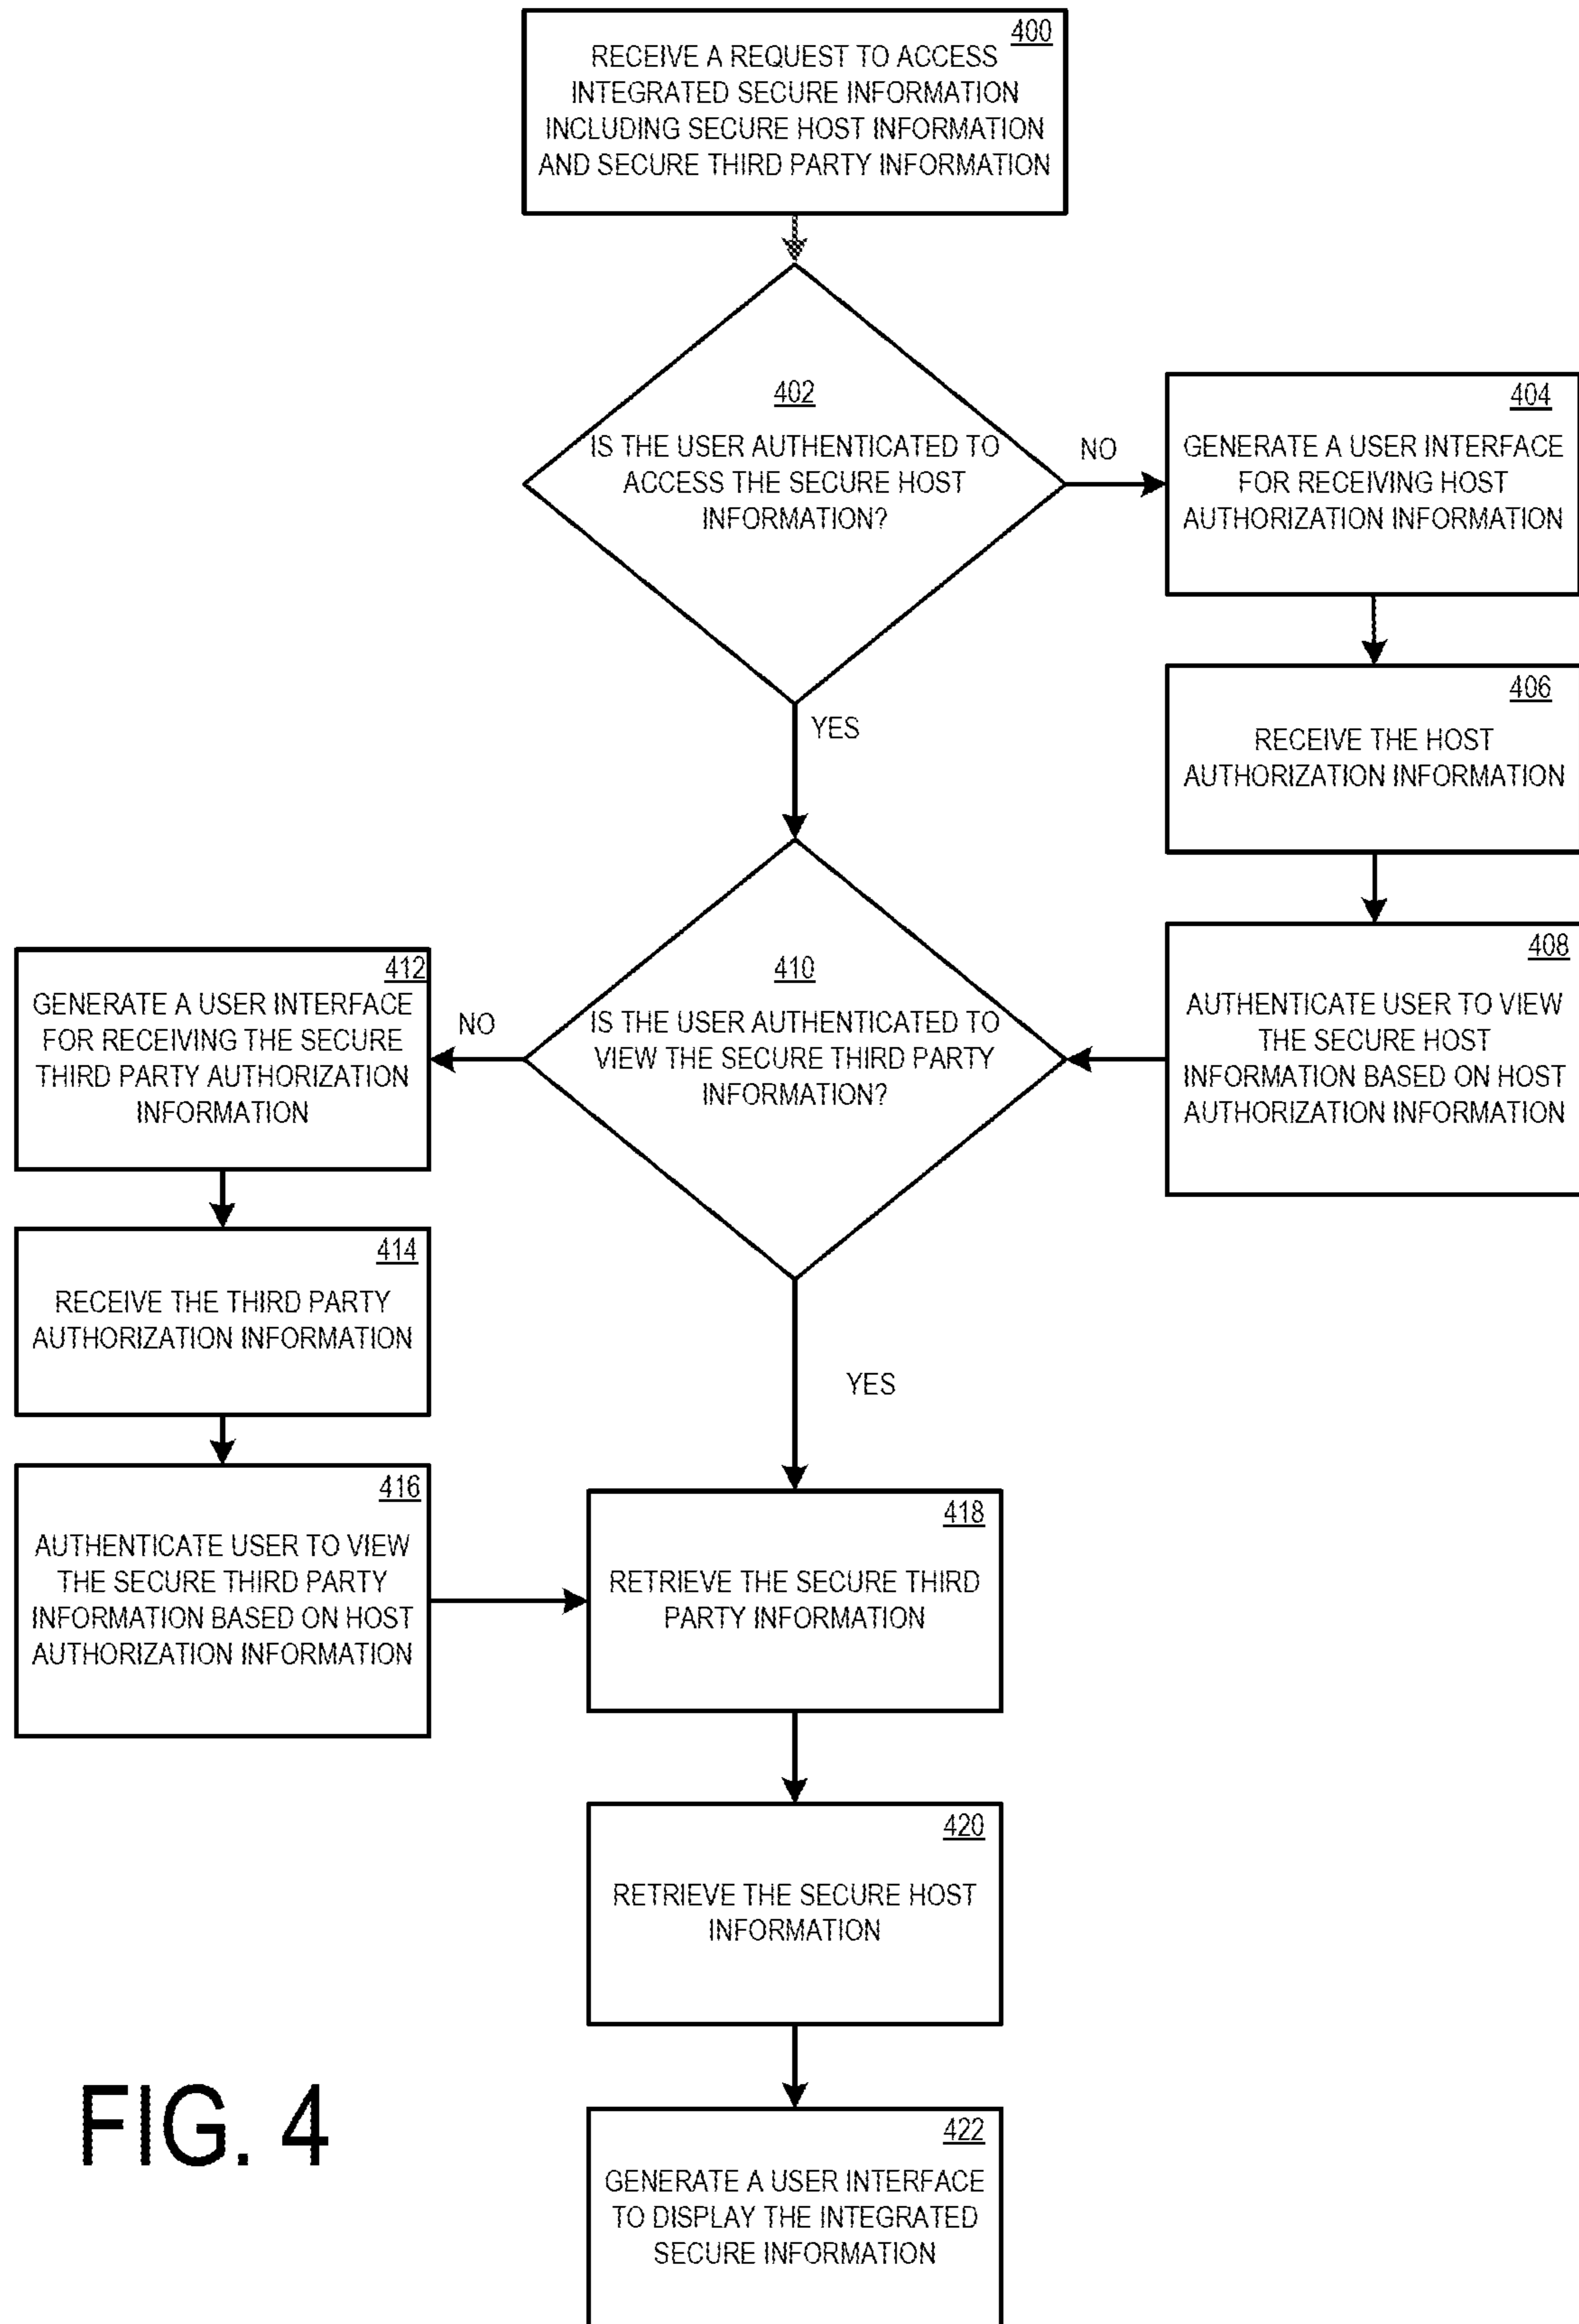 400
RECEIVE A REQUEST TO ACCESS
INTEGRATED SECURE INFORMATION
INCLUDING SECURE HOST INFORMATION
AND SECURE THIRD PARTY INFORMATION
402
IS THE USER AUTHENTICATED TO
ACCESS THE SECURE HOST
INFORMATION?
NO
404
GENERATE A USER INTERFACE
FOR RECEIVING HOST
AUTHORIZATION INFORMATION
406
RECEIVE THE HOST
AUTHORIZATION INFORMATION
YES
408
AUTHENTICATE USER TO VIEW
THE SECURE HOST
INFORMATION BASED ON HOST
AUTHORIZATION INFORMATION
410
IS THE USER AUTHENTICATED TO
VIEW THE SECURE THIRD PARTY
INFORMATION?
NO
412
GENERATE A USER INTERFACE
FOR RECEIVING THE SECURE
THIRD PARTY AUTHORIZATION
INFORMATION
414
RECEIVE THE THIRD PARTY
AUTHORIZATION INFORMATION
YES
416
AUTHENTICATE USER TO VIEW
THE SECURE THIRD PARTY
INFORMATION BASED ON HOST
AUTHORIZATION INFORMATION
418
RETRIEVE THE SECURE THIRD
PARTY INFORMATION
420
RETRIEVE THE SECURE HOST
INFORMATION
422
GENERATE A USER INTERFACE
TO DISPLAY THE INTEGRATED
SECURE INFORMATION
FIG. 4